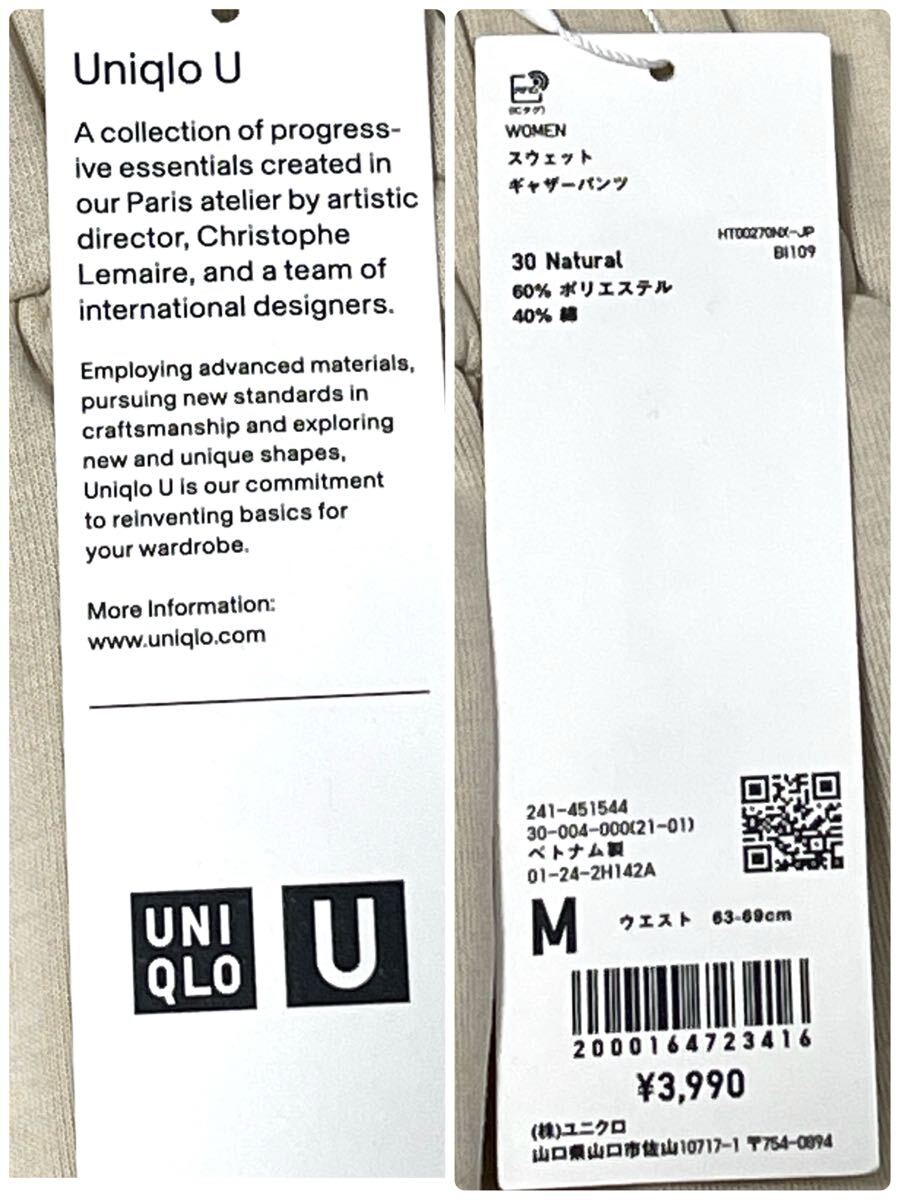 Uniqlo U
A collection of progress-
ive essentials created in
our Paris atelier by artistic
director, Christophe
Lemaire, and a team of
international designers.
Employing advanced materials,
pursuing new standards in
craftsmanship and exploring
new and unique shapes,
Uniqlo U is our commitment
to reinventing basics for
your wardrobe.
More Information:
www.uniqlo.com
UNI
QLO
U
RFID
(ICタグ)
WOMEN
スウェット
ギャザーパンツ
HT00270NX-JP
BI109
30 Natural
60% ポリエステル
40% 綿
241-451544
30-004-000(21-01)
ベトナム製
01-24-2H142A
M ウエスト 63-69cm
2000164723416
¥3,990
(株)ユニクロ
山口県山口市佐山10717-1 〒754-0894